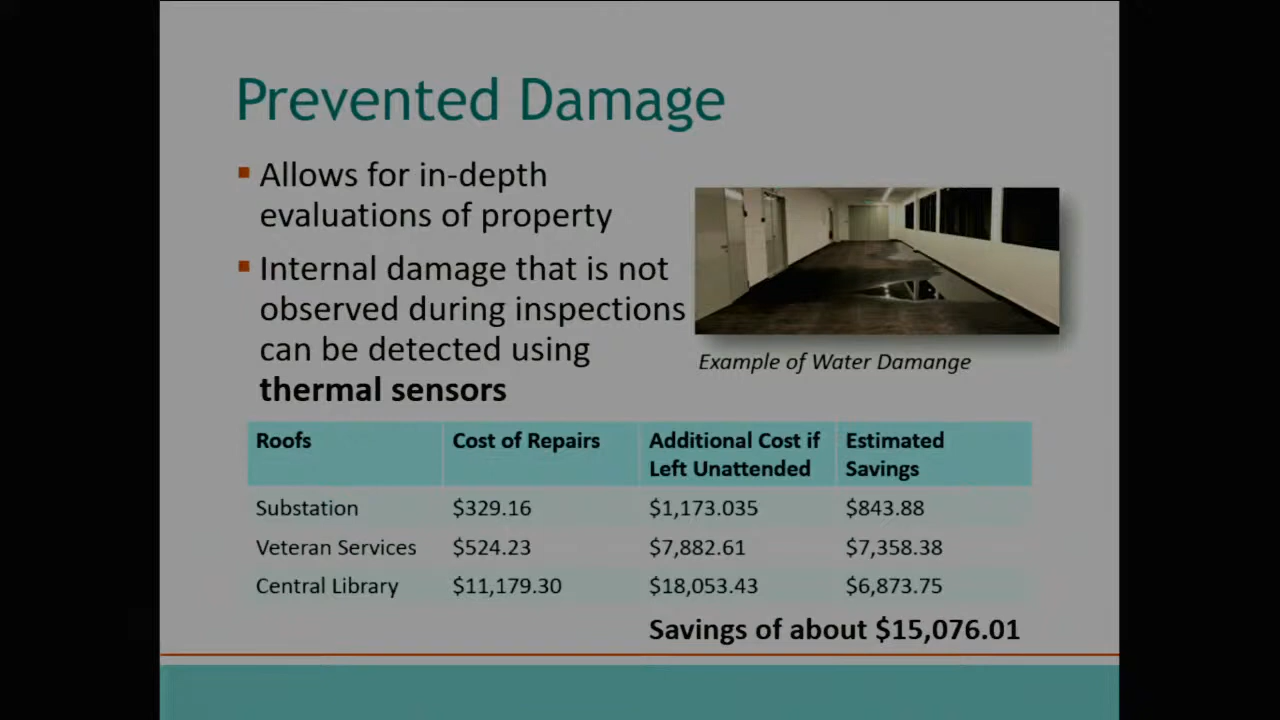 Prevented Damage
▪ Allows for in-depth
evaluations of property
▪ Internal damage that is not
observed during inspections
can be detected using
thermal sensors
Example of Water Damange
Roofs Cost of Repairs Additional Cost if Left Unattended Estimated Savings
Substation $329.16 $1,173.035 $843.88
Veteran Services $524.23 $7,882.61 $7,358.38
Central Library $11,179.30 $18,053.43 $6,873.75
Savings of about $15,076.01